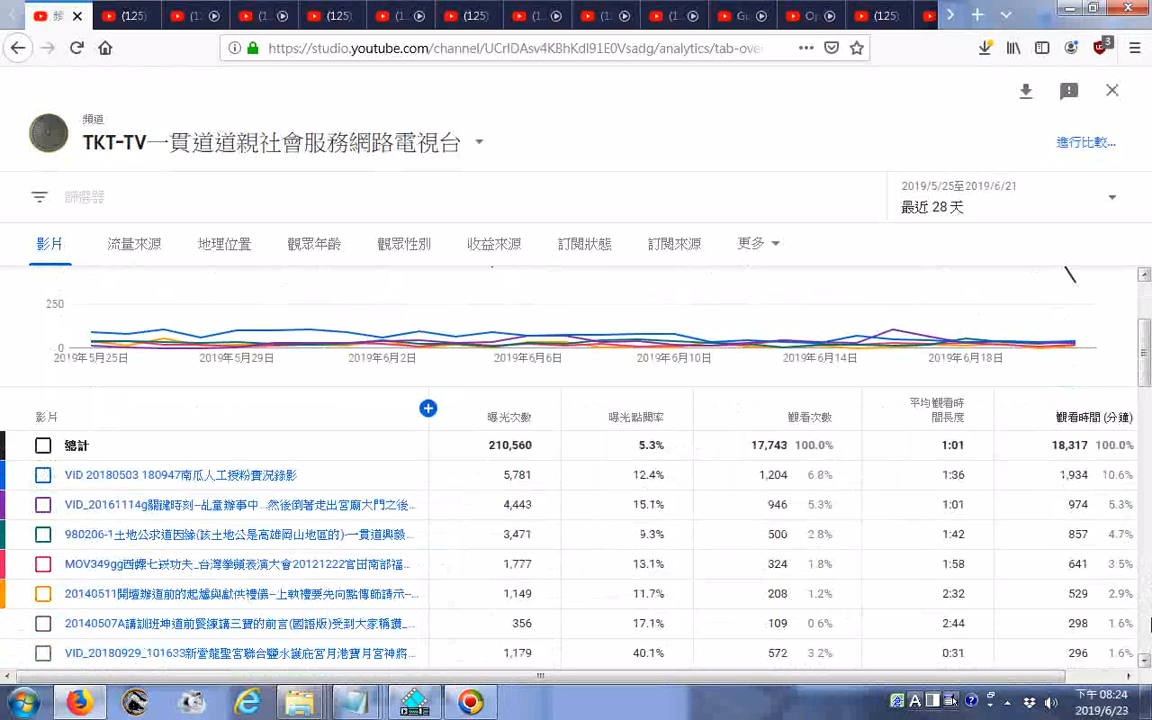 (125)
(125)
(125)
(125)
https://studio.youtube.com/channel/UCrIDAsv4KBhKdI91E0Vsadg/analytics/tab-over
3
頻道
TKT-TV一貫道道親社會服務網路電視台
進行比較...
篩選器
2019/5/25至2019/6/21
最近 28 天
影片 流量來源 地理位置 觀眾年齡 觀眾性別 收益來源 訂閱狀態 訂閱來源 更多
250
0
2019年5月25日 2019年5月29日 2019年6月2日 2019年6月6日 2019年6月10日 2019年6月14日 2019年6月18日
影片 曝光次數 曝光點閱率 觀看次數 平均觀看時間長度 觀看時間 (分鐘)
總計 210,560 5.3% 17,743 100.0% 1:01 18,317 100.0%
VID 20180503 180947南瓜人工授粉實況錄影 5,781 12.4% 1,204 6.8% 1:36 1,934 10.6%
VID_20161114g關鍵時刻--乩童辦事中...然後倒著走出宮廟大門之後... 4,443 15.1% 946 5.3% 1:01 974 5.3%
980206-1土地公求道因緣(該土地公是高雄岡山地區的)-一貫道興毅... 3,471 9.3% 500 2.8% 1:42 857 4.7%
MOV349gg西螺七崁功夫_台灣拳頭表演大會20121222官田南部福... 1,777 13.1% 324 1.8% 1:58 641 3.5%
20140511開壇辦道前的起爐與獻供禮儀--上執禮要先向點傳師請示--... 1,149 11.7% 208 1.2% 2:32 529 2.9%
20140507A講訓班坤道前賢練講三寶的前言(國語版)受到大家稱讚_... 356 17.1% 109 0.6% 2:44 298 1.6%
VID_20180929_101633新營龍聖宮聯合鹽水誕庇宮月港寶月宮神將... 1,179 40.1% 572 3.2% 0:31 296 1.6%
下午 08:24
2019/6/23